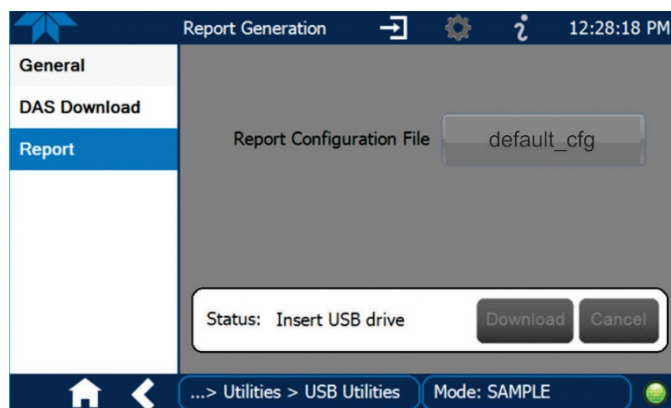 Report Generation
12:28:18 PM
General
DAS Download
Report
Report Configuration File
default_cfg
Status: Insert USB drive
Download
Cancel
...> Utilities > USB Utilities
Mode: SAMPLE